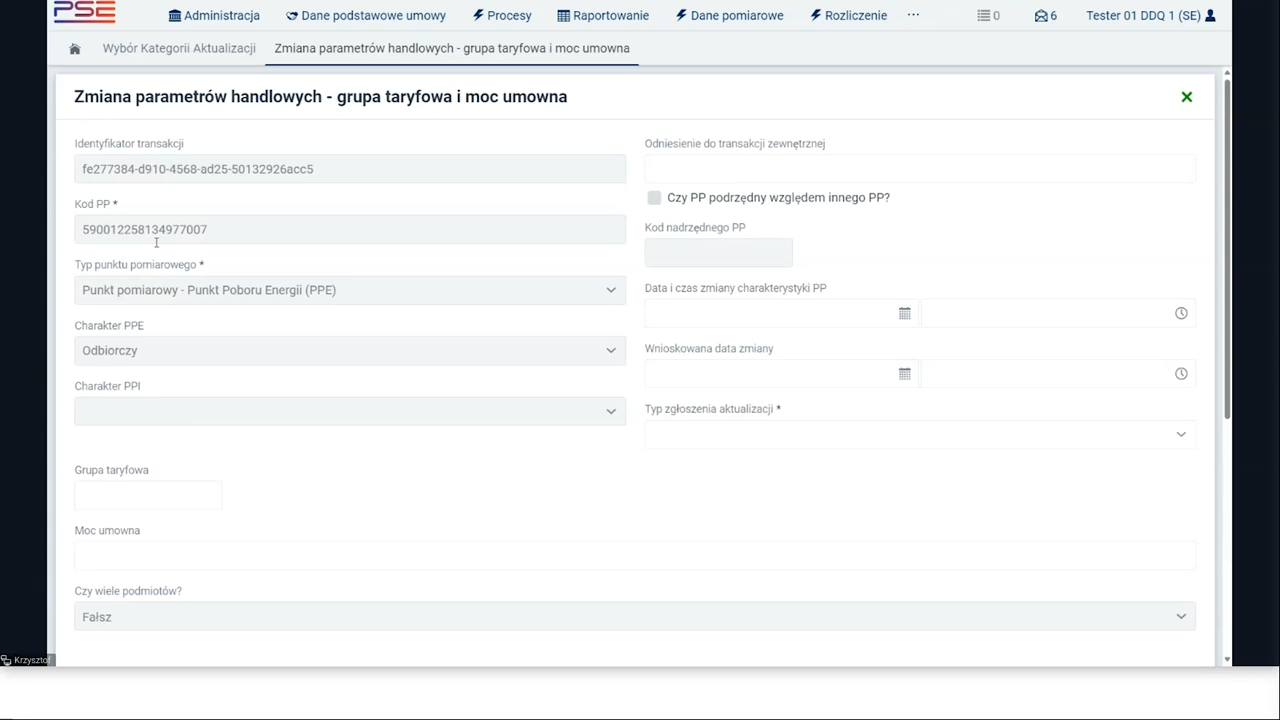 PSE
Administracja
Dane podstawowe umowy
Procesy
Raportowanie
Dane pomiarowe
Rozliczenie
...
0
6
Tester 01 DDQ 1 (SE)
Wybór Kategorii Aktualizacji
Zmiana parametrów handlowych - grupa taryfowa i moc umowna
Zmiana parametrów handlowych - grupa taryfowa i moc umowna
Identyfikator transakcji
fe277384-d910-4568-ad25-50132926acc5
Kod PP *
590012258134977007
Typ punktu pomiarowego *
Punkt pomiarowy - Punkt Poboru Energii (PPE)
Charakter PPE
Odbiorczy
Charakter PPI
Odniesienie do transakcji zewnętrznej
Czy PP podrzędny względem innego PP?
Kod nadrzędnego PP
Data i czas zmiany charakterystyki PP
Wnioskowana data zmiany
Typ zgłoszenia aktualizacji *
Grupa taryfowa
Moc umowna
Czy wiele podmiotów?
Fałsz
Krzysztof